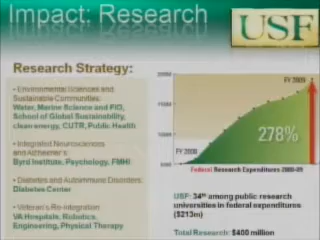 Impact: Research
USF
Research Strategy:
• Environmental Sciences and
Sustainable Communities:
Water, Marine Science and FIO,
School of Global Sustainability,
clean energy, CUTR, Public Health
• Integrated Neurosciences
and Alzheimer's
Byrd Institute, Psychology, FMHI
• Diabetes and Autoimmune Disorders:
Diabetes Center
• Veteran's Re-integration
VA Hospitals, Robotics,
Engineering, Physical Therapy
FY 2009
278%
FY 2000
Federal Research Expenditures 2000-09
USF: 34th among public research
universities in federal expenditures
($213m)
Total Research: $400 million